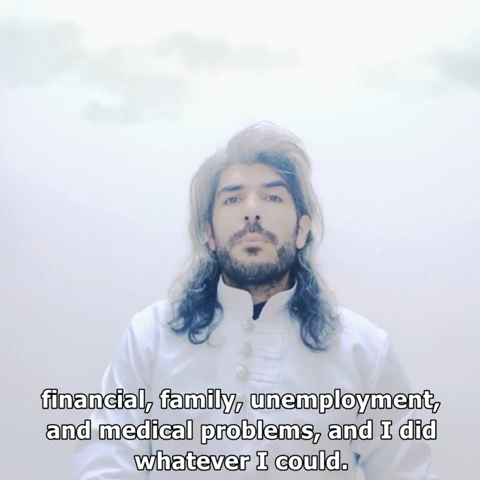 financial, family, unemployment,
and medical problems, and I did
whatever I could.